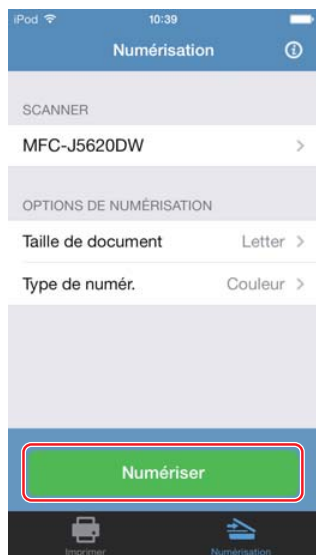 iPod 10:39
Numérisation
SCANNER
MFC-J5620DW
OPTIONS DE NUMÉRISATION
Taille de document Letter
Type de numér. Couleur
Numériser
Imprimer Numérisation